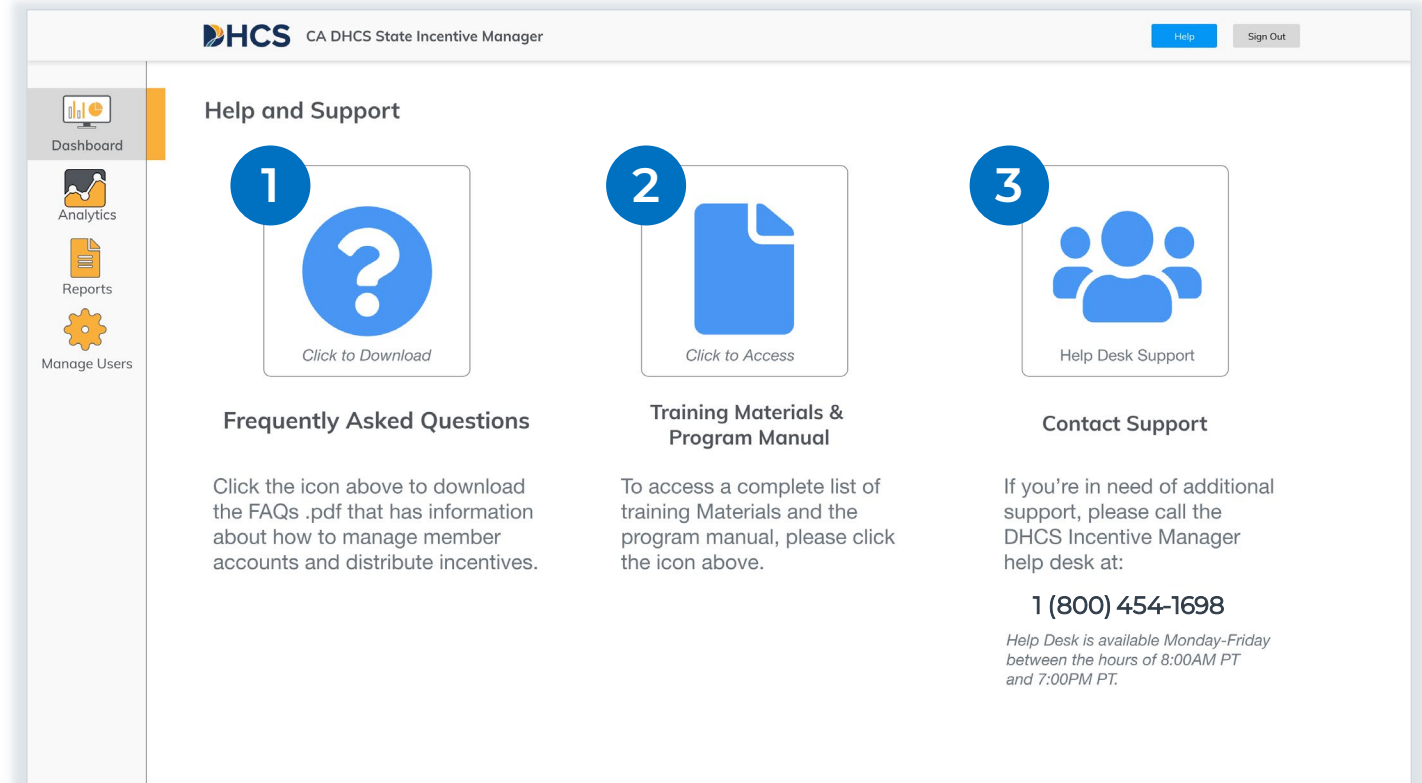 DHCS CA DHCS State Incentive Manager
Help
Sign Out
Dashboard
Analytics
Reports
Manage Users
Help and Support
1
Click to Download
Frequently Asked Questions
Click the icon above to download
the FAQs .pdf that has information
about how to manage member
accounts and distribute incentives.
2
Click to Access
Training Materials &
Program Manual
To access a complete list of
training Materials and the
program manual, please click
the icon above.
3
Help Desk Support
Contact Support
If you're in need of additional
support, please call the
DHCS Incentive Manager
help desk at:
1 (800) 454-1698
Help Desk is available Monday-Friday
between the hours of 8:00AM PT
and 7:00PM PT.